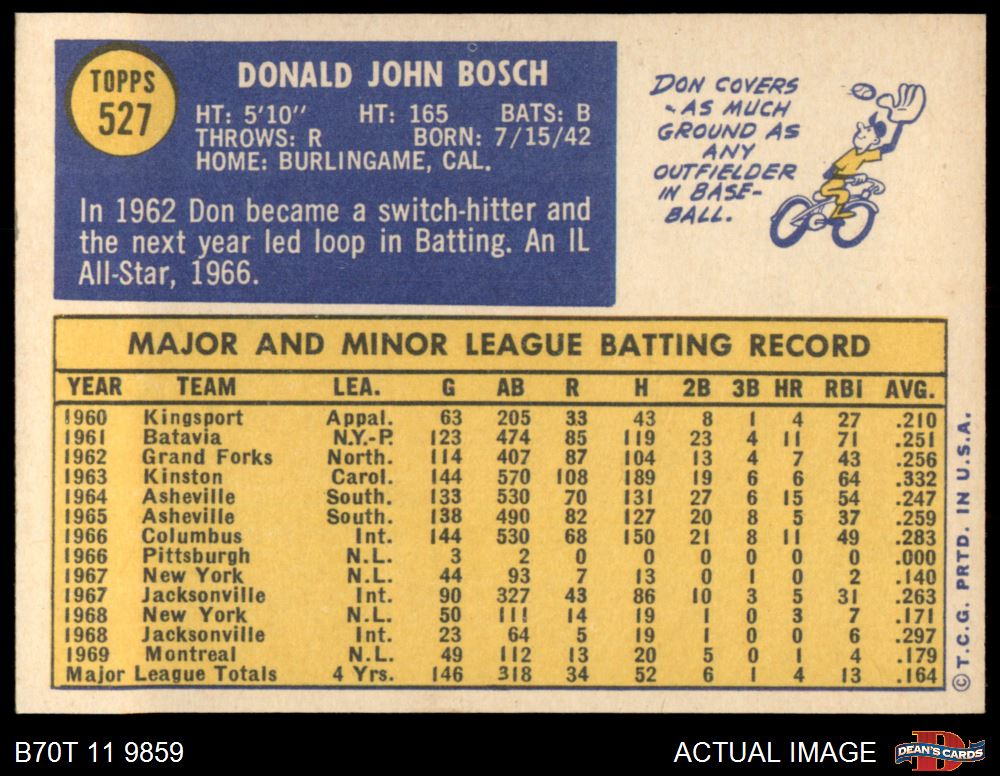 TOPPS
527
DONALD JOHN BOSCH
HT: 5'10" HT: 165 BATS: B
THROWS: R BORN: 7/15/42
HOME: BURLINGAME, CAL.
In 1962 Don became a switch-hitter and
the next year led loop in Batting. An IL
All-Star, 1966.
DON COVERS
AS MUCH
GROUND AS
ANY
OUTFIELDER
IN BASE-
BALL.
MAJOR AND MINOR LEAGUE BATTING RECORD
YEAR TEAM LEA. G AB R H 2B 3B HR RBI AVG.
1960 Kingsport Appal. 63 205 33 43 8 1 4 27 .210
1961 Batavia N.Y.-P. 123 474 85 119 23 4 11 71 .251
1962 Grand Forks North. 114 407 87 104 13 4 7 43 .256
1963 Kinston Carol. 144 570 108 189 19 6 6 64 .332
1964 Asheville South. 133 530 70 131 27 6 15 54 .247
1965 Asheville South. 138 490 82 127 20 8 5 37 .259
1966 Columbus Int. 144 530 68 150 21 8 11 49 .283
1966 Pittsburgh N.L. 3 2 0 0 0 0 0 0 .000
1967 New York N.L. 44 93 7 13 0 1 0 2 .140
1967 Jacksonville Int. 90 327 43 86 10 3 5 31 .263
1968 New York N.L. 50 111 14 19 1 0 3 7 .171
1968 Jacksonville Int. 23 64 5 19 1 0 0 6 .297
1969 Montreal N.L. 49 112 13 20 5 0 1 4 .179
Major League Totals 4 Yrs. 146 318 34 52 6 1 4 13 .164
©T.C.G. PRTD. IN U.S.A.
B70T 11 9859
ACTUAL IMAGE
D
DEAN'S CARDS